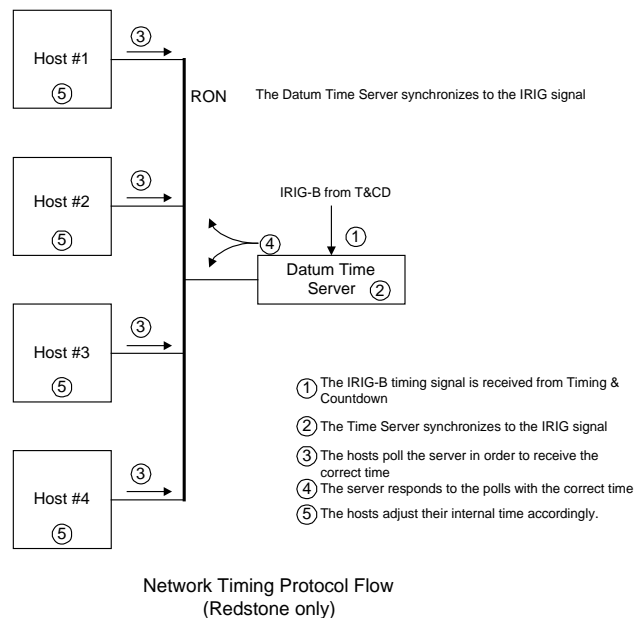 ③
Host #1
⑤
RON
The Datum Time Server synchronizes to the IRIG signal
③
Host #2
⑤
IRIG-B from T&CD
①
④
Datum Time
Server ②
③
Host #3
⑤
① The IRIG-B timing signal is received from Timing &
Countdown
② The Time Server synchronizes to the IRIG signal
③ The hosts poll the server in order to receive the
correct time
④ The server responds to the polls with the correct time
⑤ The hosts adjust their internal time accordingly.
③
Host #4
⑤
Network Timing Protocol Flow
(Redstone only)